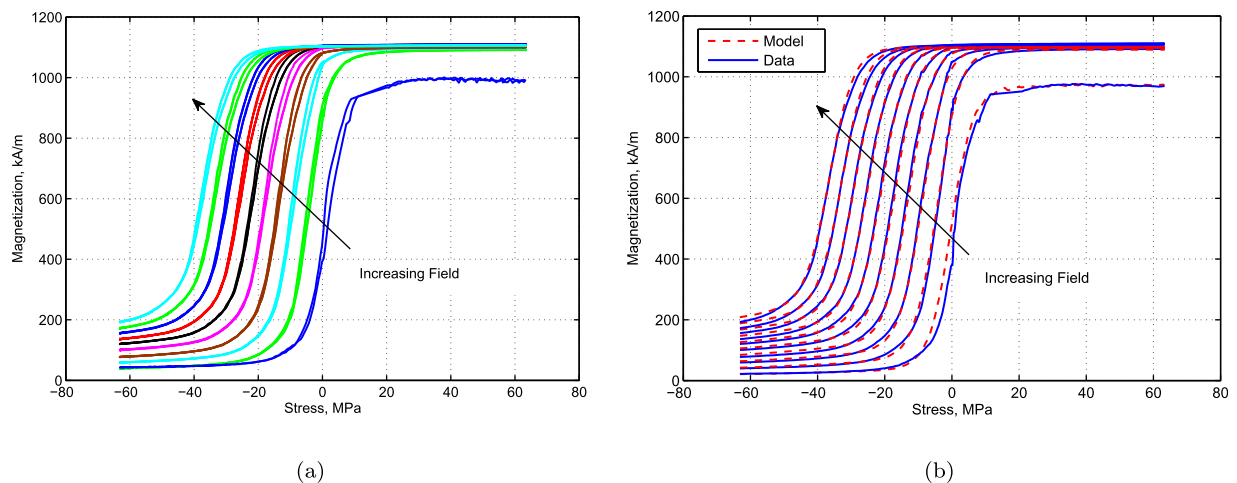 1200
1000
800
600
400
200
0
Magnetization, kA/m
Increasing Field
−80 −60 −40 −20 0 20 40 60 80
Stress, MPa
(a)
1200
1000
800
600
400
200
0
Magnetization, kA/m
Model
Data
Increasing Field
−80 −60 −40 −20 0 20 40 60 80
Stress, MPa
(b)